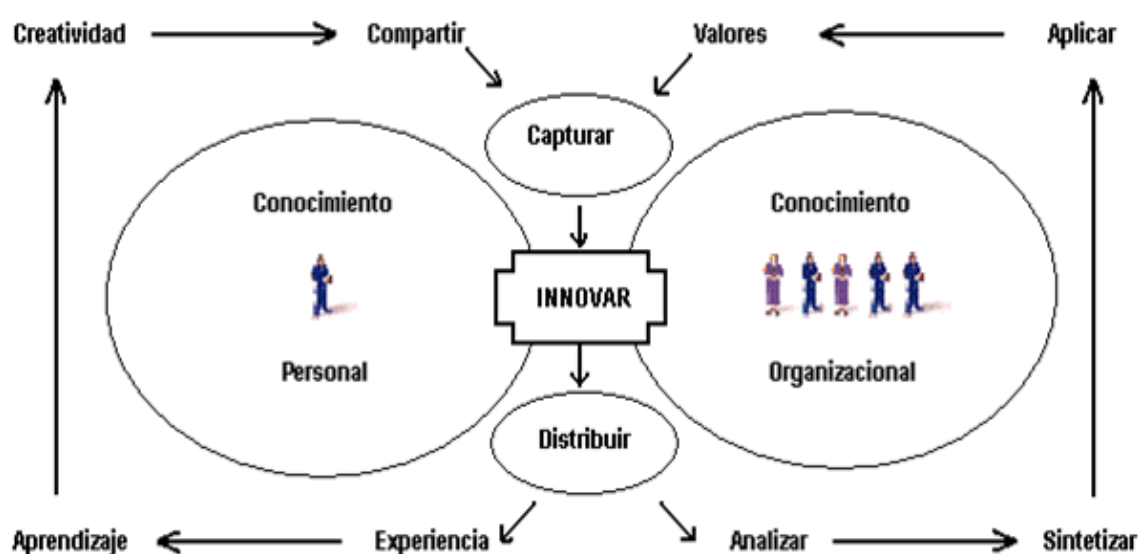 Creatividad
Compartir
Valores
Aplicar
Capturar
Conocimiento
Conocimiento
INNOVAR
Personal
Organizacional
Distribuir
Aprendizaje
Experiencia
Analizar
Sintetizar